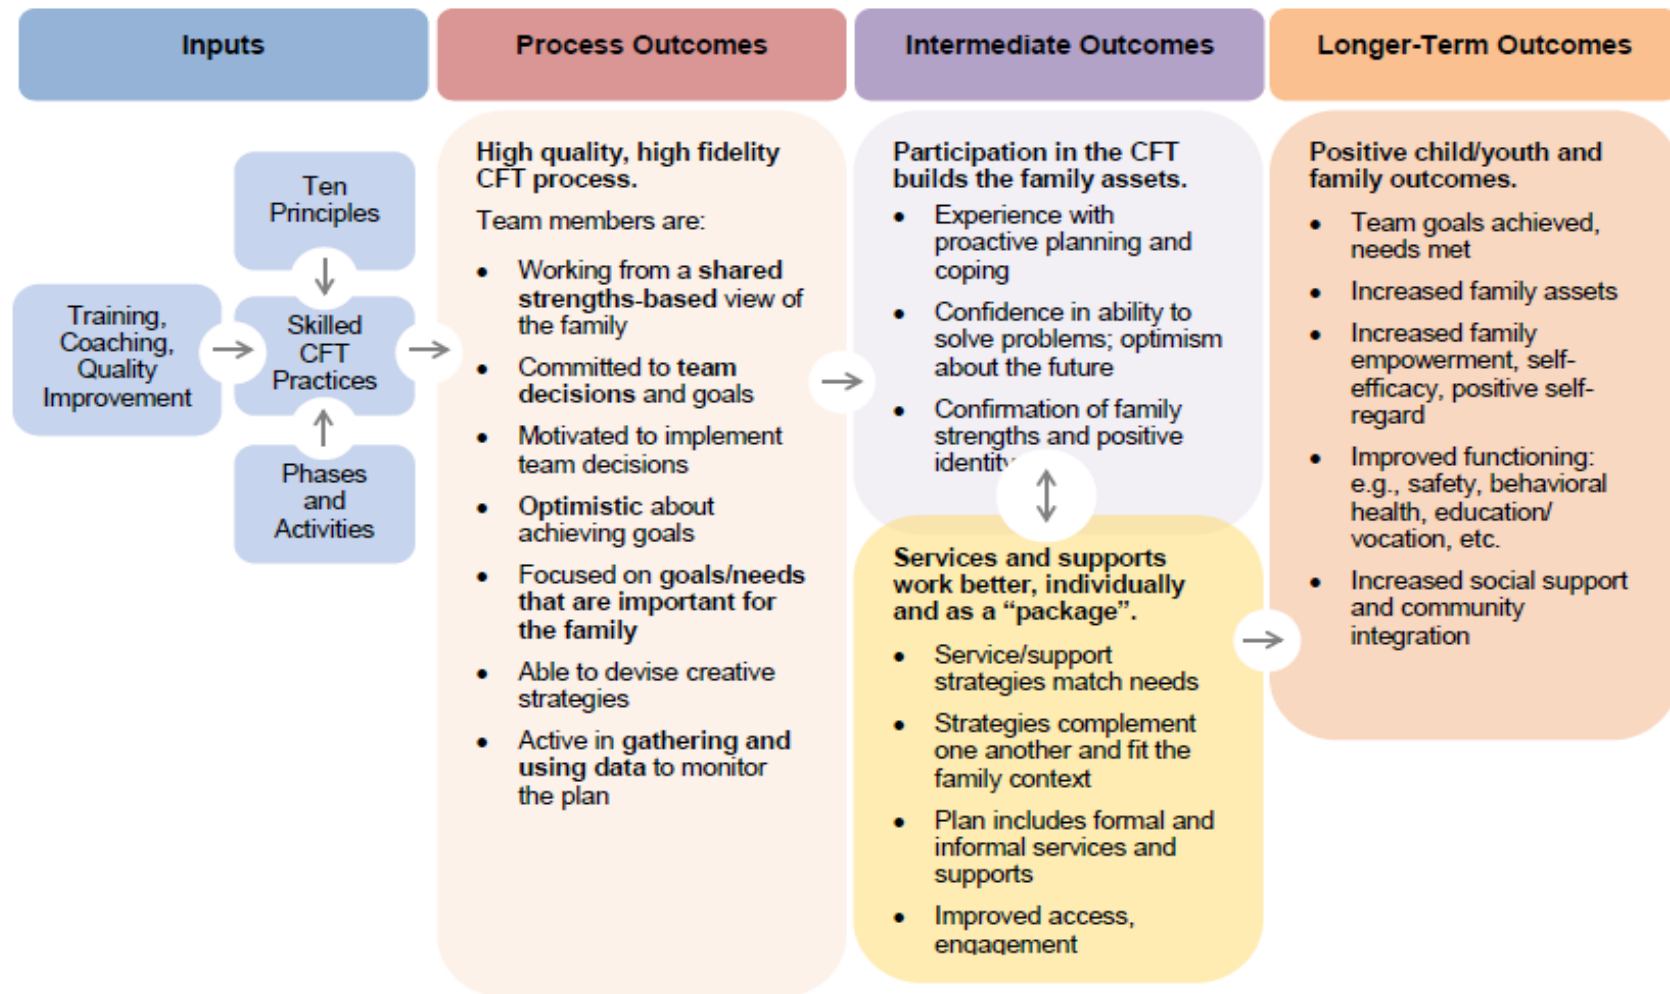 Inputs
Process Outcomes
Intermediate Outcomes
Longer-Term Outcomes
Ten
Principles
Training,
Coaching,
Quality
Improvement
Skilled
CFT
Practices
Phases
and
Activities
High quality, high fidelity
CFT process.
Team members are:
• Working from a shared
strengths-based view of
the family
• Committed to team
decisions and goals
• Motivated to implement
team decisions
• Optimistic about
achieving goals
• Focused on goals/needs
that are important for
the family
• Able to devise creative
strategies
• Active in gathering and
using data to monitor
the plan
Participation in the CFT
builds the family assets.
• Experience with
proactive planning and
coping
• Confidence in ability to
solve problems; optimism
about the future
• Confirmation of family
strengths and positive
identity
Services and supports
work better, individually
and as a “package”.
• Service/support
strategies match needs
• Strategies complement
one another and fit the
family context
• Plan includes formal and
informal services and
supports
• Improved access,
engagement
Positive child/youth and
family outcomes.
• Team goals achieved,
needs met
• Increased family assets
• Increased family
empowerment, self-
efficacy, positive self-
regard
• Improved functioning:
e.g., safety, behavioral
health, education/
vocation, etc.
• Increased social support
and community
integration